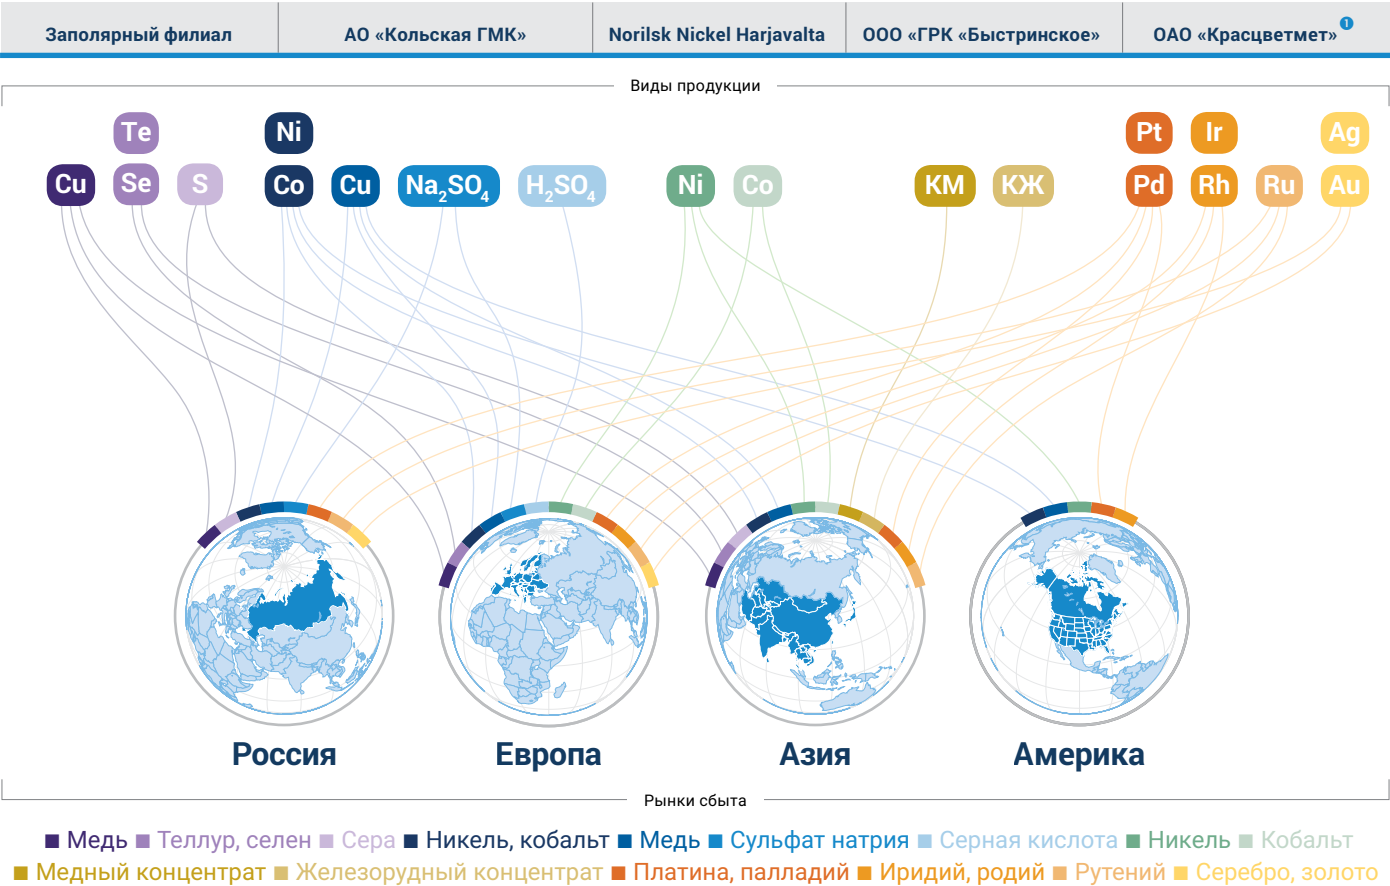 Заполярный филиал АО «Кольская ГМК» Norilsk Nickel Harjavalta ООО «ГРК «Быстринское» ОАО «Красцветмет» 1
Виды продукции
Te Ni Pt Ir Ag
Cu Se S Co Cu Na2SO4 H2SO4 Ni Co КМ КЖ Pd Rh Ru Au
Россия Европа Азия Америка
Рынки сбыта
Медь Теллур, селен Сера Никель, кобальт Медь Сульфат натрия Серная кислота Никель Кобальт
Медный концентрат Железорудный концентрат Платина, палладий Иридий, родий Рутений Серебро, золото